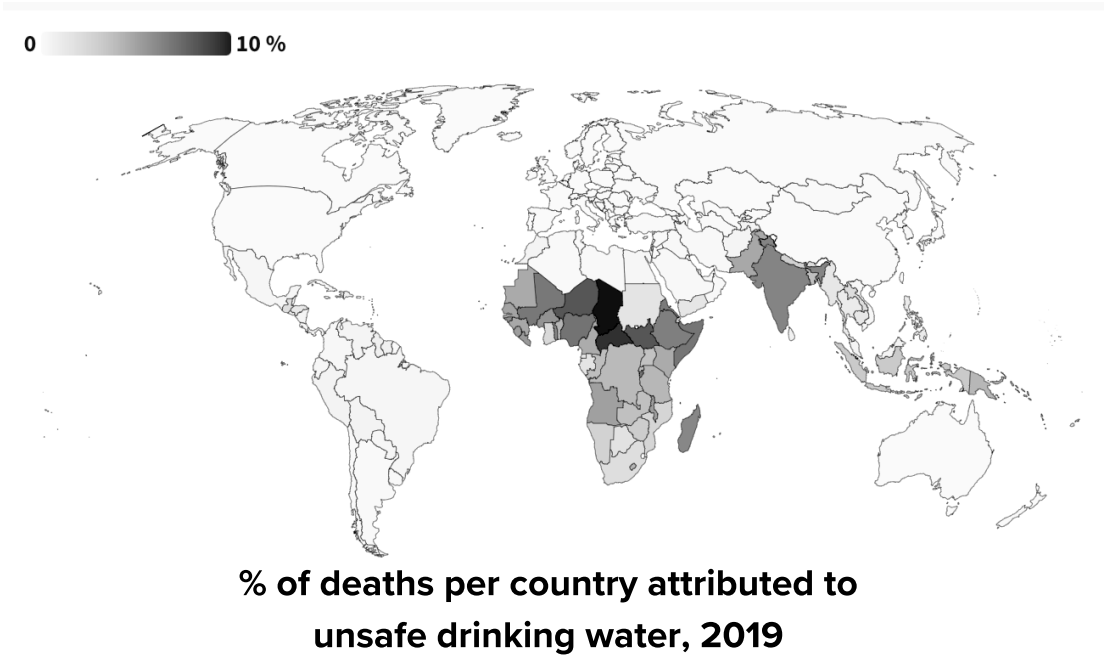 0 10 %
% of deaths per country attributed to
unsafe drinking water, 2019